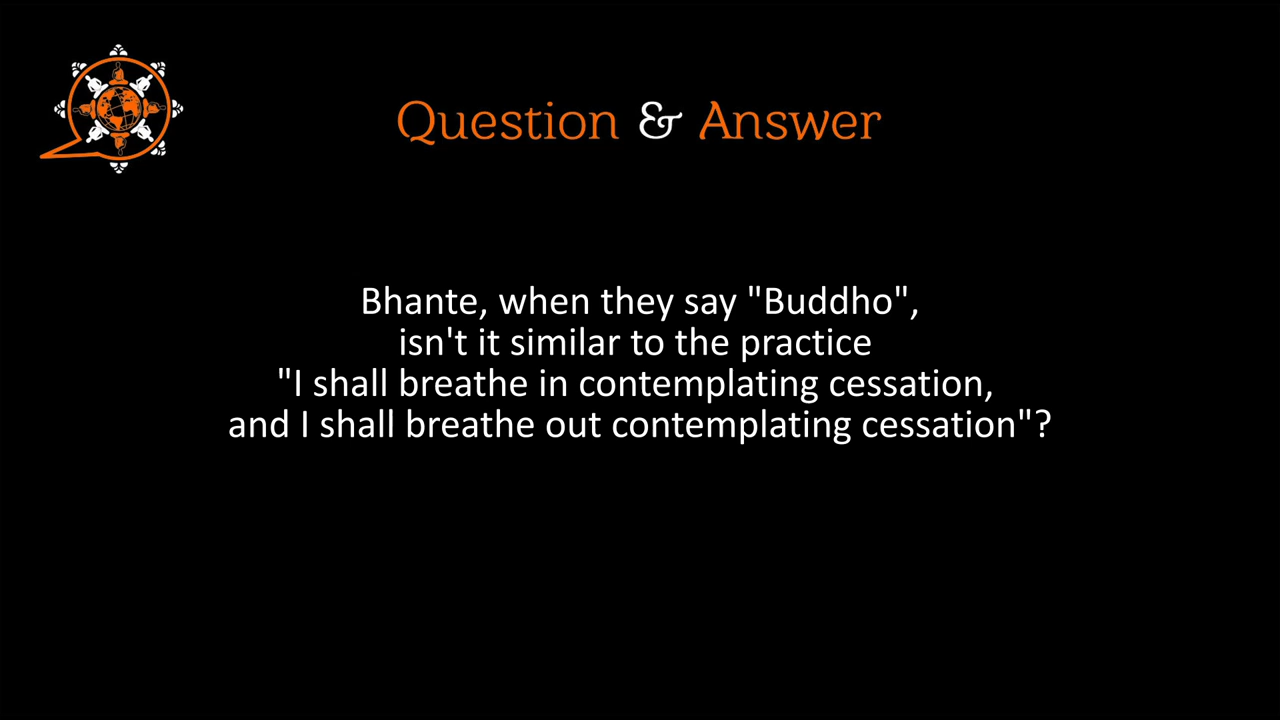 Question & Answer
Bhante, when they say "Buddho",
isn't it similar to the practice
"I shall breathe in contemplating cessation,
and I shall breathe out contemplating cessation"?